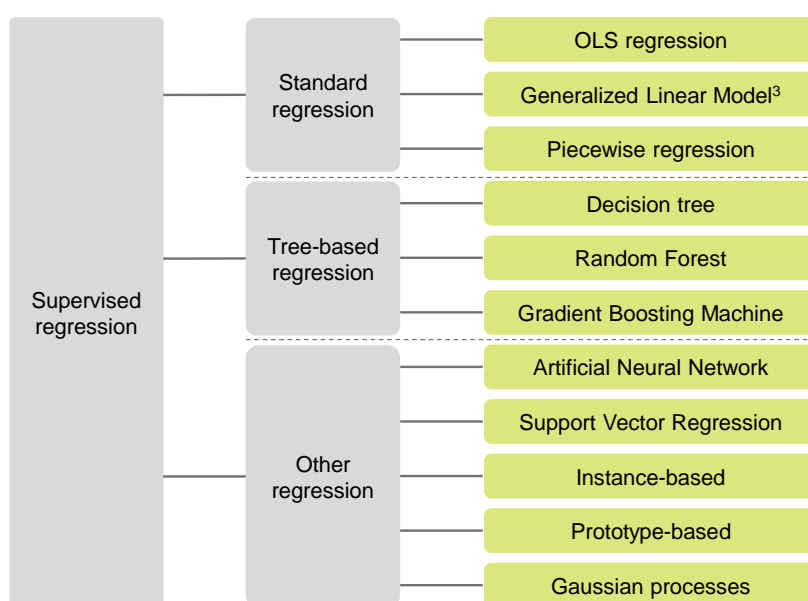 Supervised
regression
Standard
regression
OLS regression
Generalized Linear Model³
Piecewise regression
Tree-based
regression
Decision tree
Random Forest
Gradient Boosting Machine
Other
regression
Artificial Neural Network
Support Vector Regression
Instance-based
Prototype-based
Gaussian processes